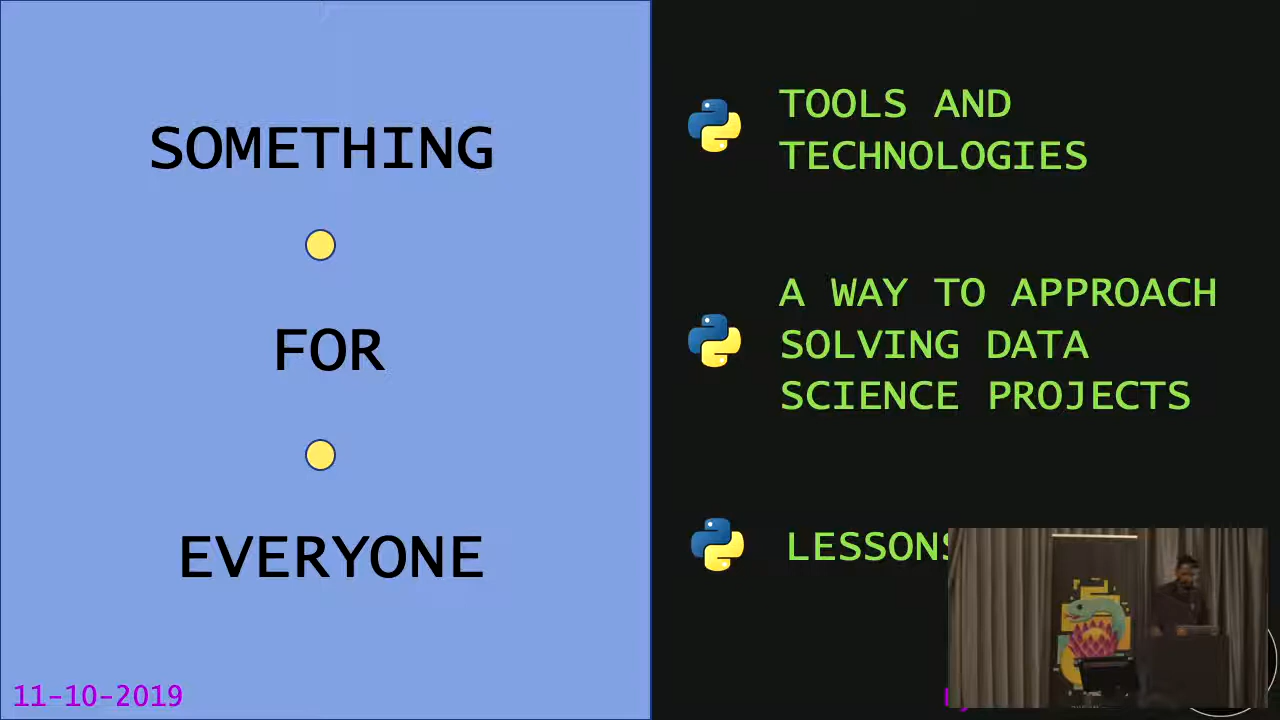 SOMETHING
FOR
EVERYONE
11-10-2019
TOOLS AND
TECHNOLOGIES
A WAY TO APPROACH
SOLVING DATA
SCIENCE PROJECTS
LESSONS